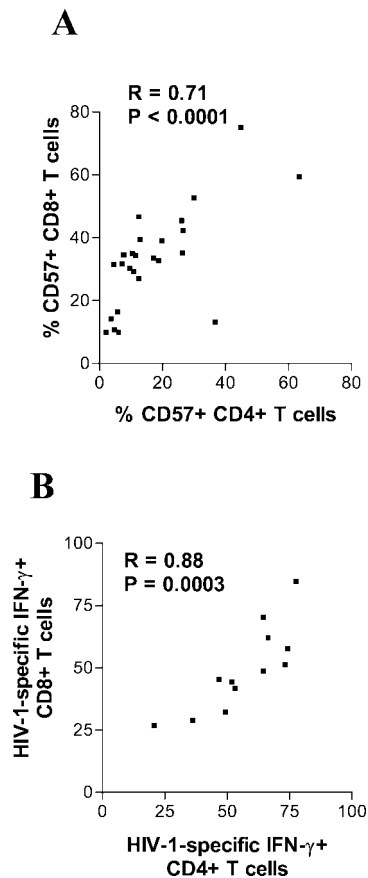 A
R = 0.71
P < 0.0001
% CD57+ CD8+ T cells
80
60
40
20
0
0 20 40 60 80
% CD57+ CD4+ T cells
B
R = 0.88
P = 0.0003
HIV-1-specific IFN-γ+
CD8+ T cells
100
75
50
25
0
0 25 50 75 100
HIV-1-specific IFN-γ+
CD4+ T cells